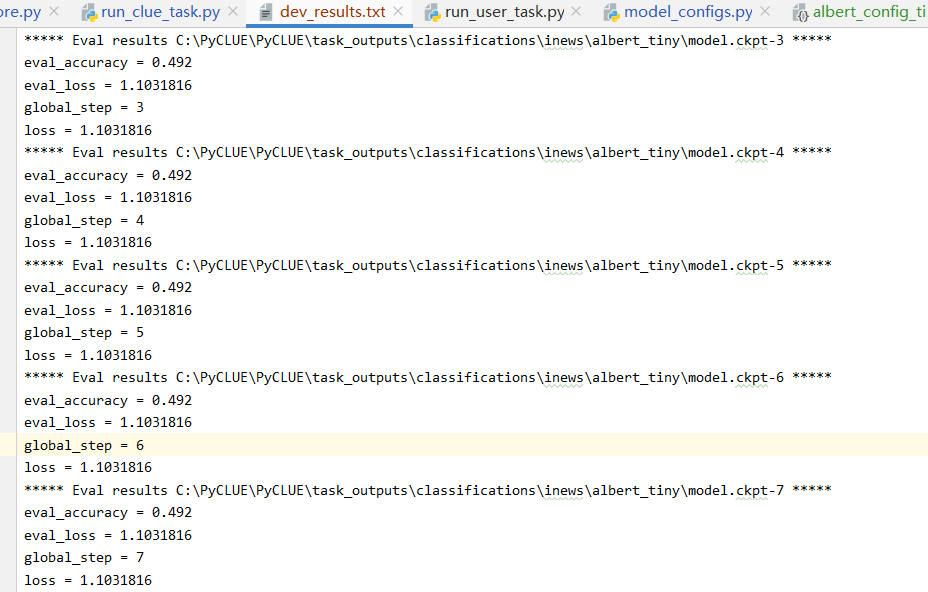 ore.py × run_clue_task.py × dev_results.txt × run_user_task.py × model_configs.py × albert_config_ti
***** Eval results C:\PyCLUE\PyCLUE\task_outputs\classifications\inews\albert_tiny\model.ckpt-3 *****
eval_accuracy = 0.492
eval_loss = 1.1031816
global_step = 3
loss = 1.1031816
***** Eval results C:\PyCLUE\PyCLUE\task_outputs\classifications\inews\albert_tiny\model.ckpt-4 *****
eval_accuracy = 0.492
eval_loss = 1.1031816
global_step = 4
loss = 1.1031816
***** Eval results C:\PyCLUE\PyCLUE\task_outputs\classifications\inews\albert_tiny\model.ckpt-5 *****
eval_accuracy = 0.492
eval_loss = 1.1031816
global_step = 5
loss = 1.1031816
***** Eval results C:\PyCLUE\PyCLUE\task_outputs\classifications\inews\albert_tiny\model.ckpt-6 *****
eval_accuracy = 0.492
eval_loss = 1.1031816
global_step = 6
loss = 1.1031816
***** Eval results C:\PyCLUE\PyCLUE\task_outputs\classifications\inews\albert_tiny\model.ckpt-7 *****
eval_accuracy = 0.492
eval_loss = 1.1031816
global_step = 7
loss = 1.1031816